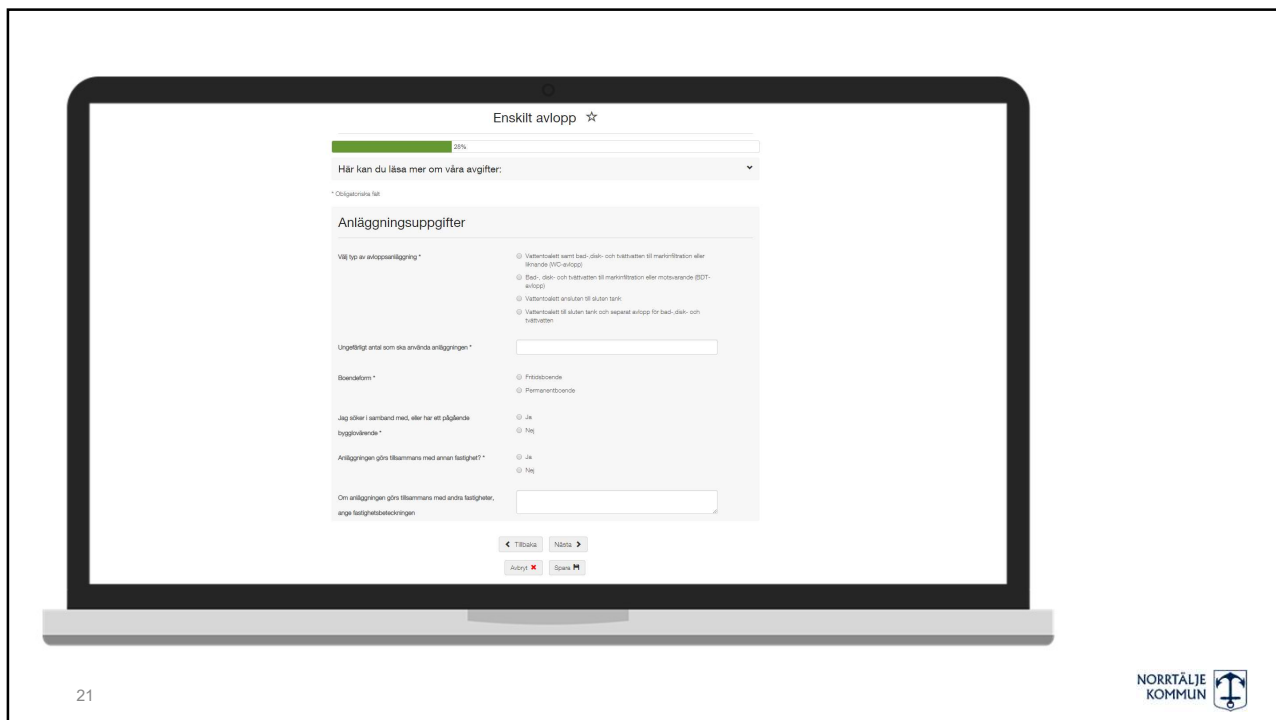 Enskilt avlopp
28%
Här kan du läsa mer om våra avgifter:
* Obligatoriska fält
Anläggningsuppgifter
Välj typ av avloppsanläggning *
Vattentoalett samt bad-,disk- och tvättvatten till markinfiltration eller
liknande (WC-avlopp)
Bad-, disk- och tvättvatten till markinfiltration eller motsvarande (BDT-
avlopp)
Vattentoalett ansluten till sluten tank
Vattentoalett till sluten tank och separat avlopp för bad-,disk- och
tvättvatten
Ungefärligt antal som ska använda anläggningen *
Boendeform *
Fritidsboende
Permanentboende
Jag söker i samband med, eller har ett pågående
bygglovärende *
Ja
Nej
Anläggningen görs tillsammans med annan fastighet? *
Ja
Nej
Om anläggningen görs tillsammans med andra fastigheter,
ange fastighetsbeteckningen
Tillbaka Nästa
Avbryt Spara
21
NORRTÄLJE
KOMMUN